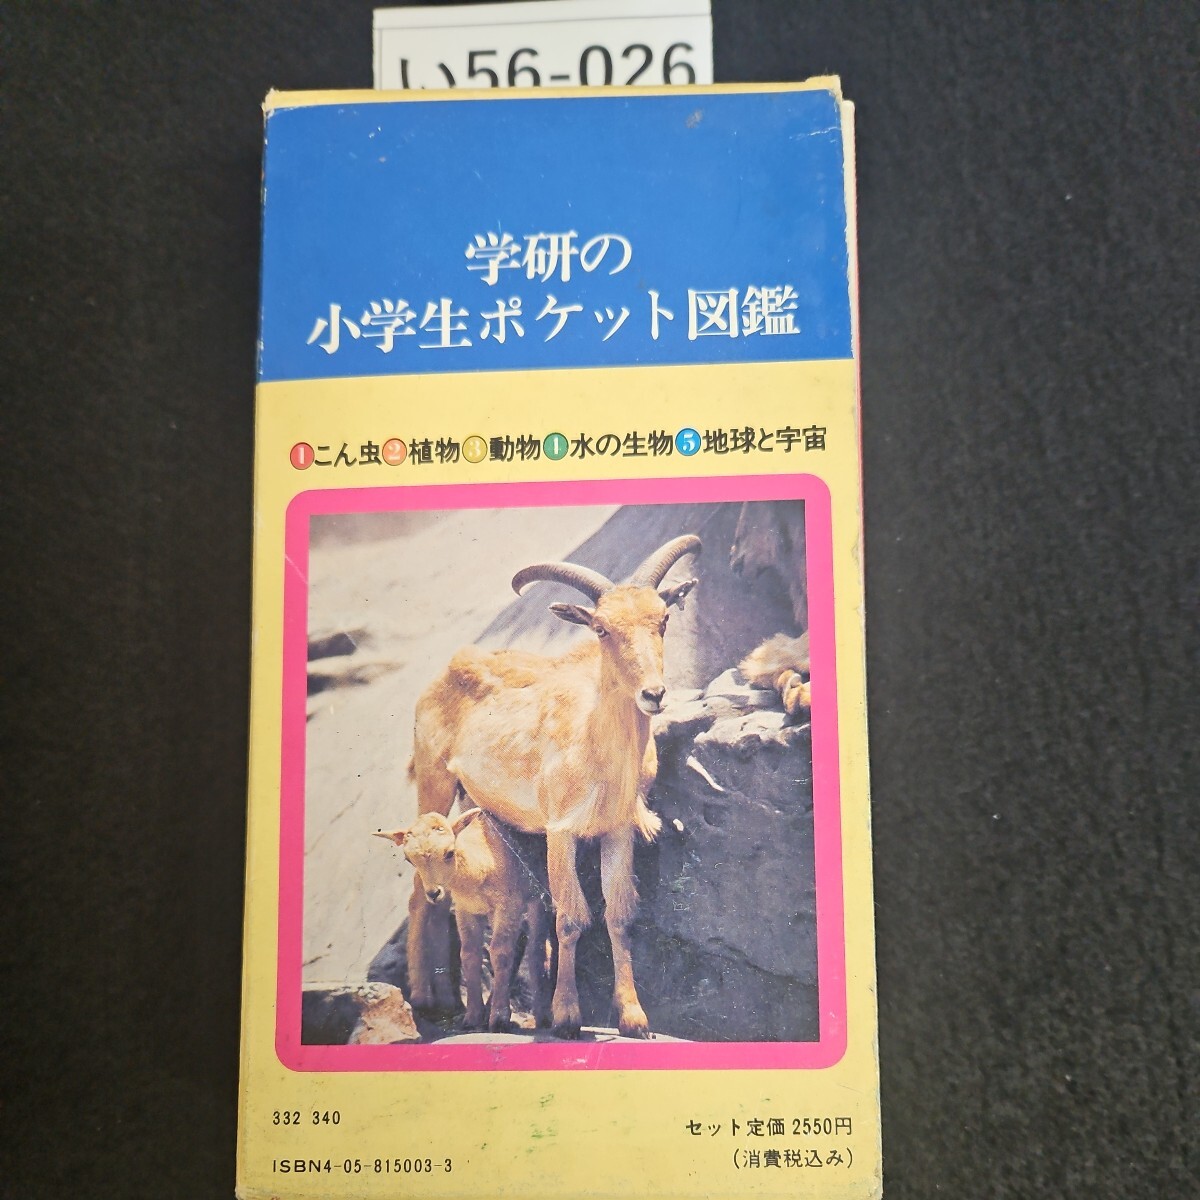 い56-026
学研の
小学生ポケット図鑑
1こん虫2植物3動物4水の生物5地球と宇宙
332 340
セット定価 2550円
(消費税込み)
ISBN4-05-815003-3